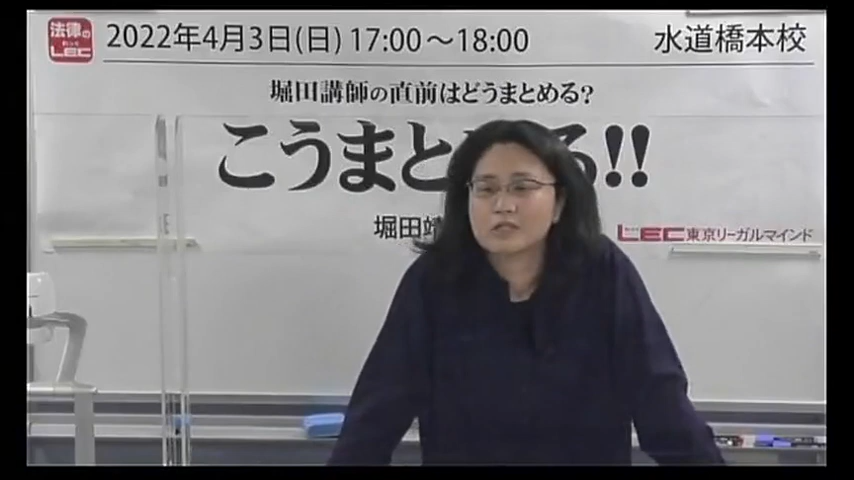 法律の
LEC
2022年4月3日(日) 17:00～18:00
水道橋本校
堀田講師の直前はどうまとめる?
こうまとめる!!
堀田
LEC東京リーガルマインド